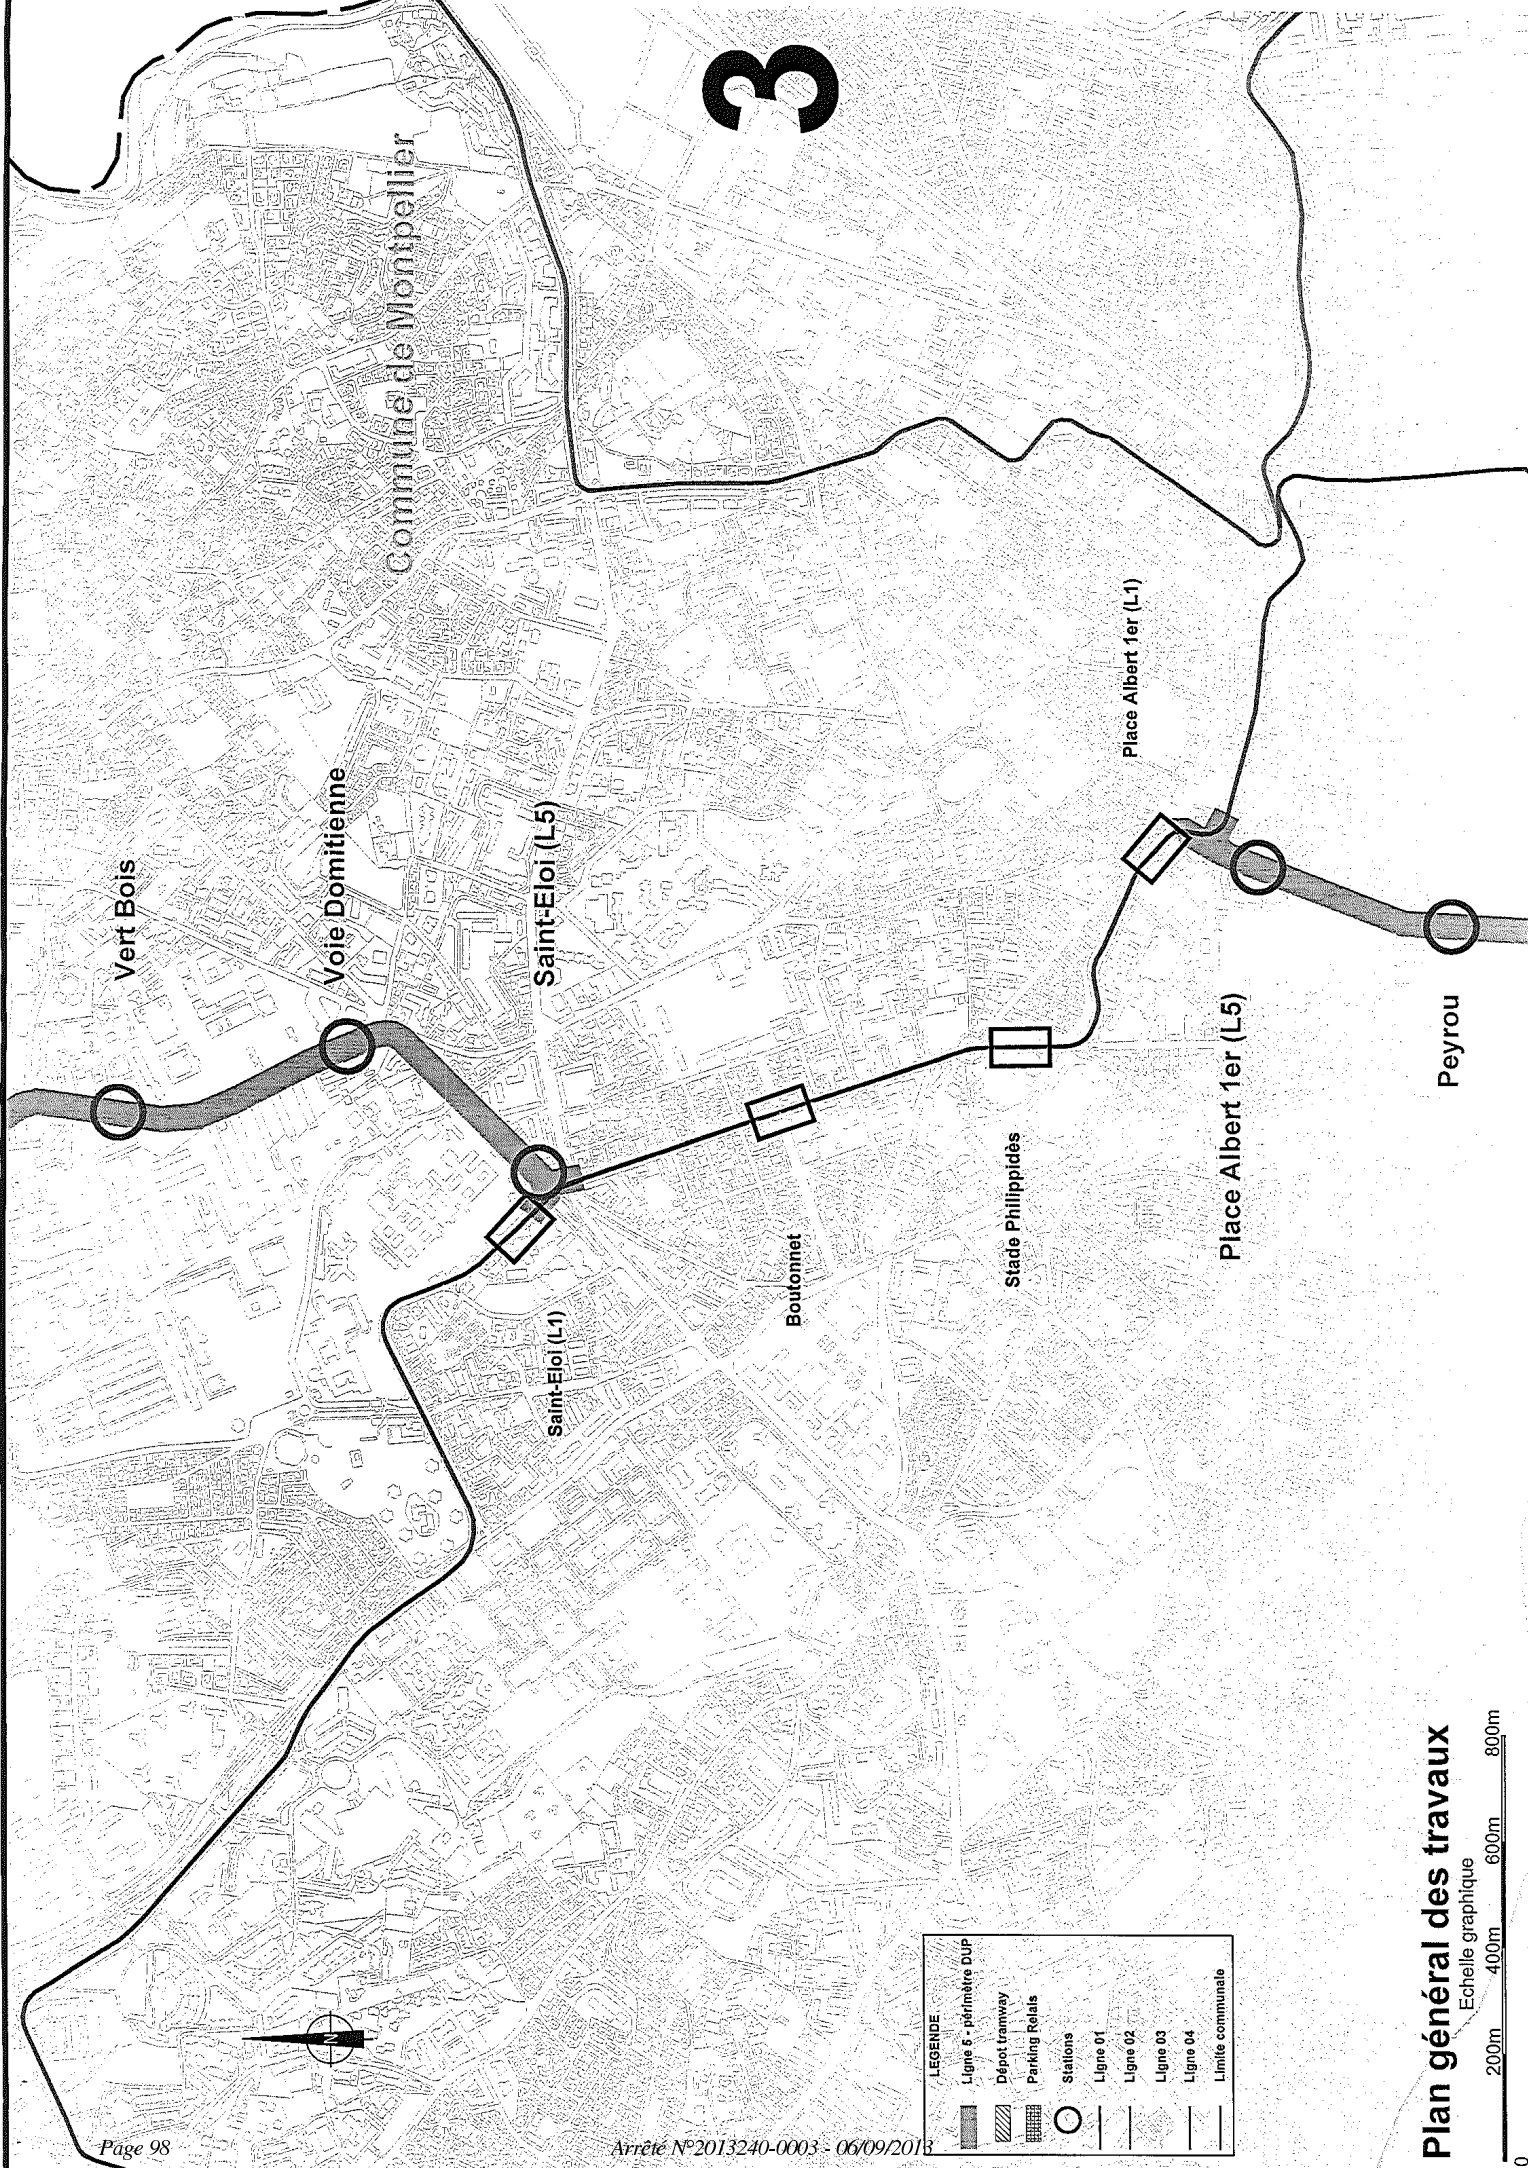 3
Commune de Montpellier
Vert Bois
Voie Domitienne
Saint-Eloi (L5)
Saint-Eloi (L1)
Boutonnet
Stade Philippidès
Place Albert 1er (L1)
Place Albert 1er (L5)
Peyrou
N
LEGENDE
Ligne 5 - périmètre DUP
Dépot tramway
Parking Relais
Stations
Ligne 01
Ligne 02
Ligne 03
Ligne 04
Limite communale
Plan général des travaux
Echelle graphique
0 200m 400m 600m 800m
Page 98
Arrêté N°2013240-0003 - 06/09/2013